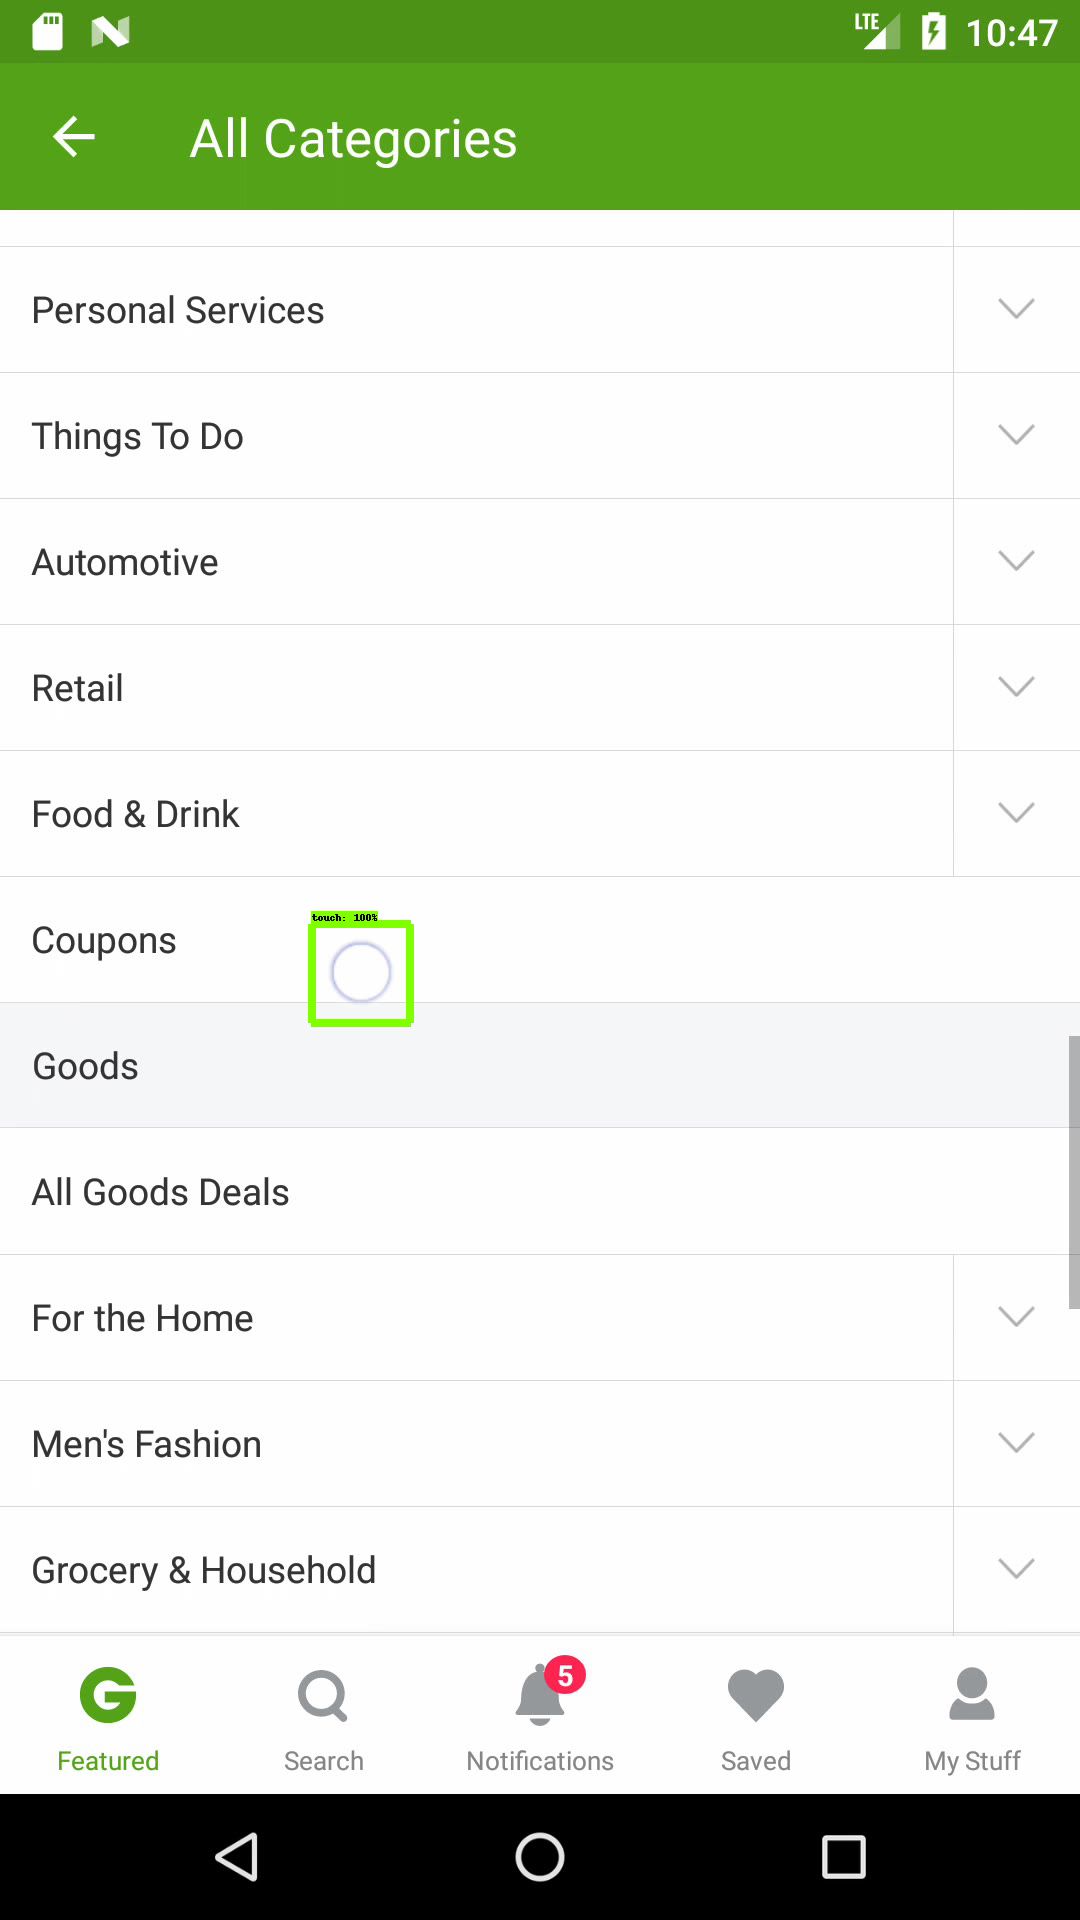 LTE 10:47
All Categories
Personal Services
Things To Do
Automotive
Retail
Food & Drink
touch: 100%
Coupons
Goods
All Goods Deals
For the Home
Men's Fashion
Grocery & Household
5
Featured
Search
Notifications
Saved
My Stuff